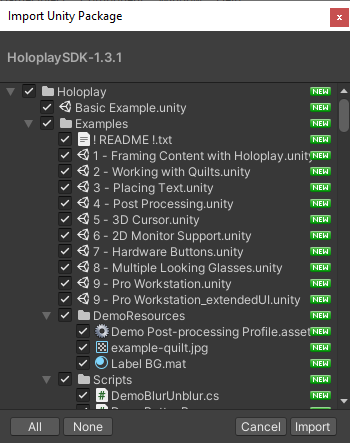 Import Unity Package
x
HoloplaySDK-1.3.1
Holoplay NEW
Basic Example.unity NEW
Examples NEW
! README !.txt NEW
1 - Framing Content with Holoplay.unity NEW
2 - Working with Quilts.unity NEW
3 - Placing Text.unity NEW
4 - Post Processing.unity NEW
5 - 3D Cursor.unity NEW
6 - 2D Monitor Support.unity NEW
7 - Hardware Buttons.unity NEW
8 - Multiple Looking Glasses.unity NEW
9 - Pro Workstation.unity NEW
9 - Pro Workstation_extendedUI.unity NEW
DemoResources NEW
Demo Post-processing Profile.asset NEW
example-quilt.jpg NEW
Label BG.mat NEW
Scripts NEW
# DemoBlurUnblur.cs NEW
All None Cancel Import